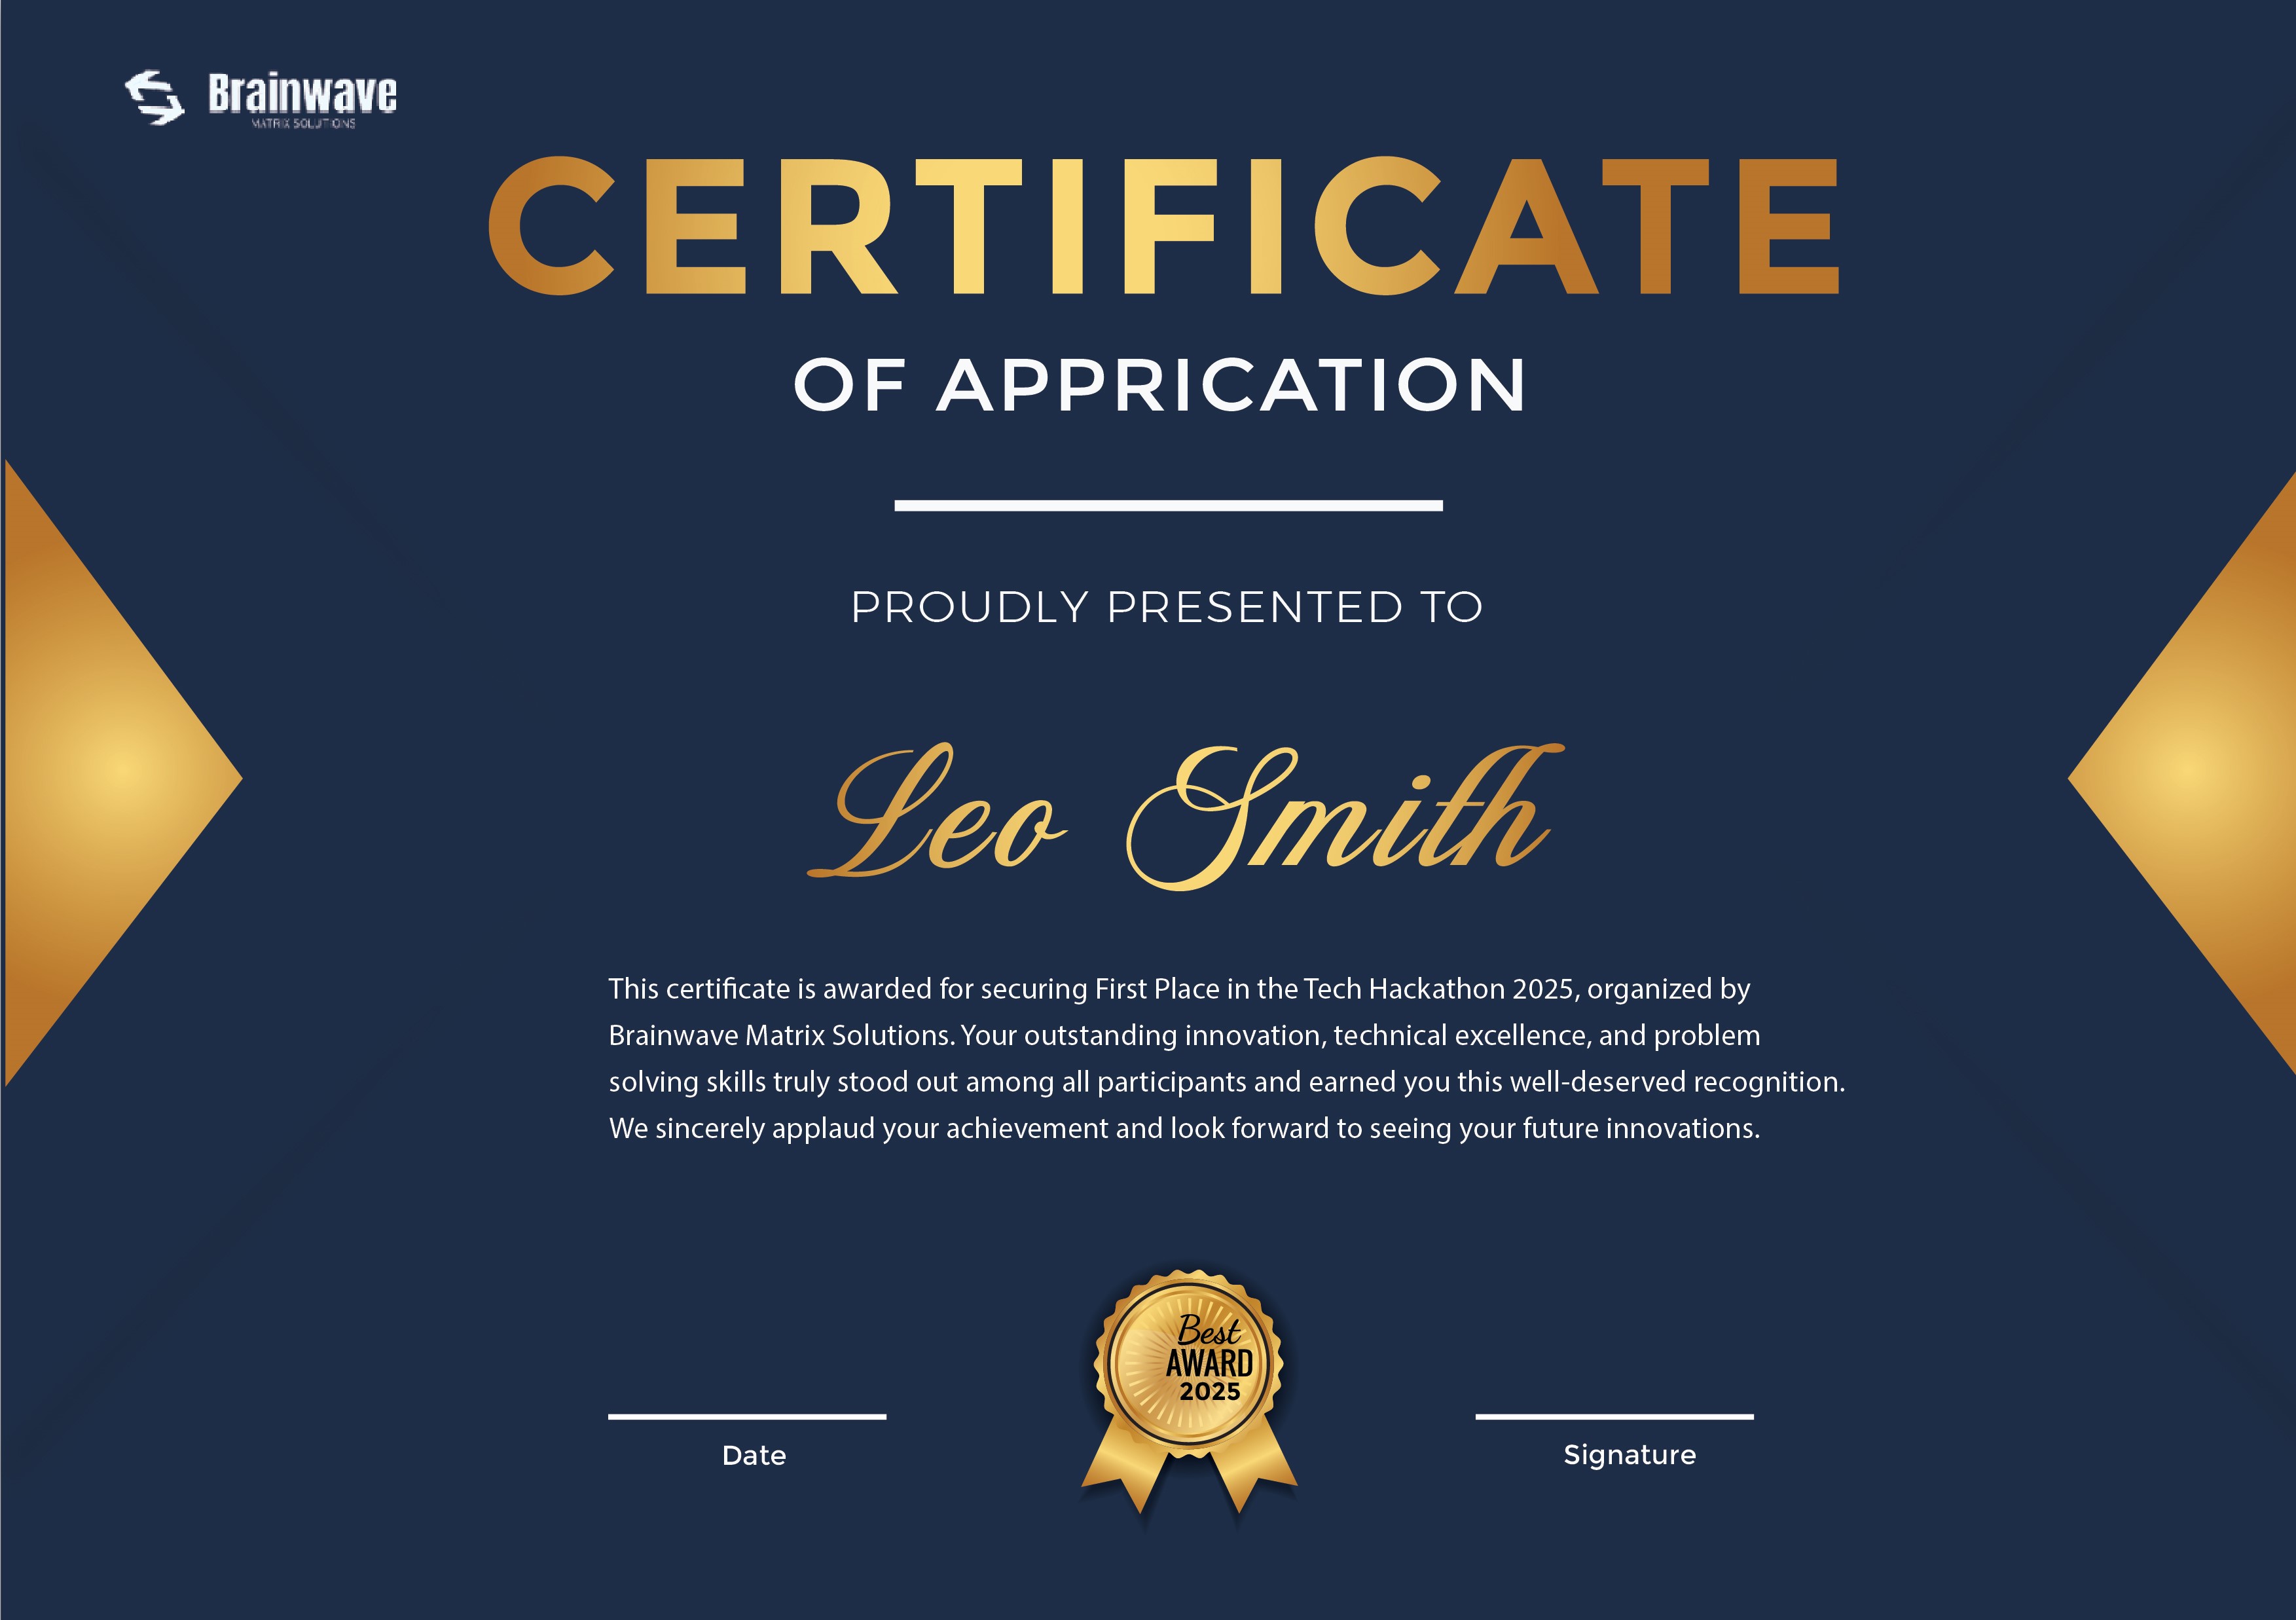 Brainwave
MATRIX SOLUTIONS
CERTIFICATE
OF APPRICATION
PROUDLY PRESENTED TO
Leo Smith
This certificate is awarded for securing First Place in the Tech Hackathon 2025, organized by
Brainwave Matrix Solutions. Your outstanding innovation, technical excellence, and problem
solving skills truly stood out among all participants and earned you this well-deserved recognition.
We sincerely applaud your achievement and look forward to seeing your future innovations.
Best
AWARD
2025
Date
Signature